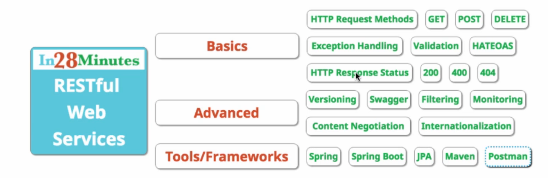 HTTP Request Methods GET POST DELETE
Exception Handling Validation HATEOAS
HTTP Response Status 200 400 404
Versioning Swagger Filtering Monitoring
Content Negotiation Internationalization
Spring Spring Boot JPA Maven Postman
Basics
Advanced
Tools/Frameworks
In28Minutes
RESTful
Web
Services